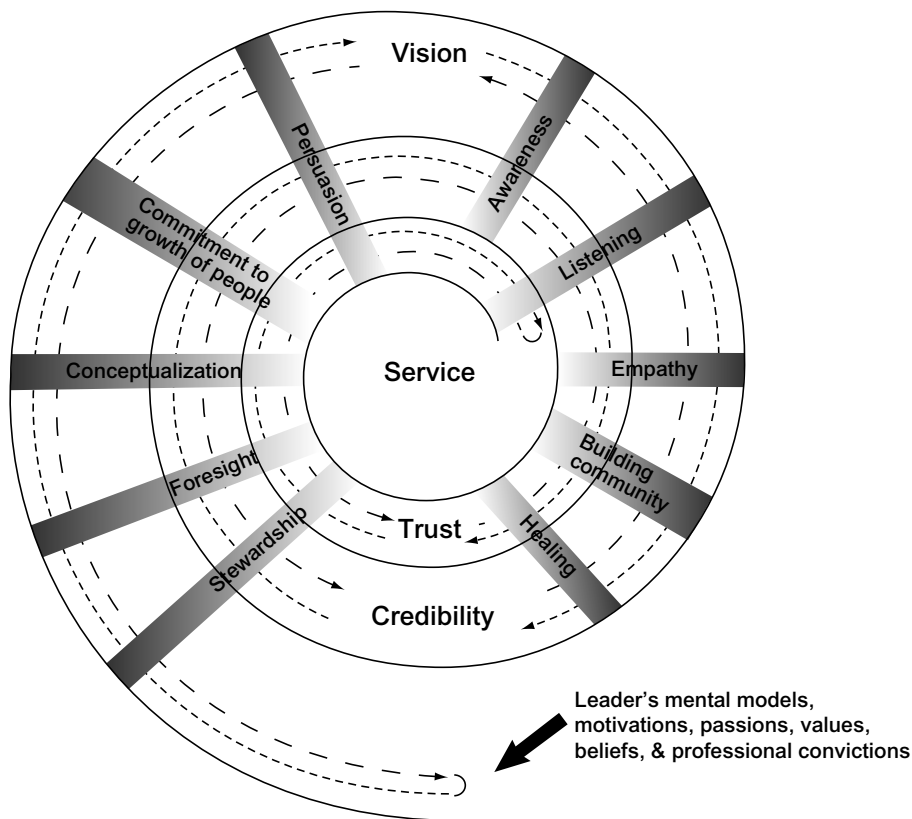 Vision
Persuasion
Awareness
Commitment to
growth of people
Listening
Conceptualization
Service
Empathy
Foresight
Building
community
Stewardship
Trust
Healing
Credibility
Leader's mental models,
motivations, passions, values,
beliefs, & professional convictions